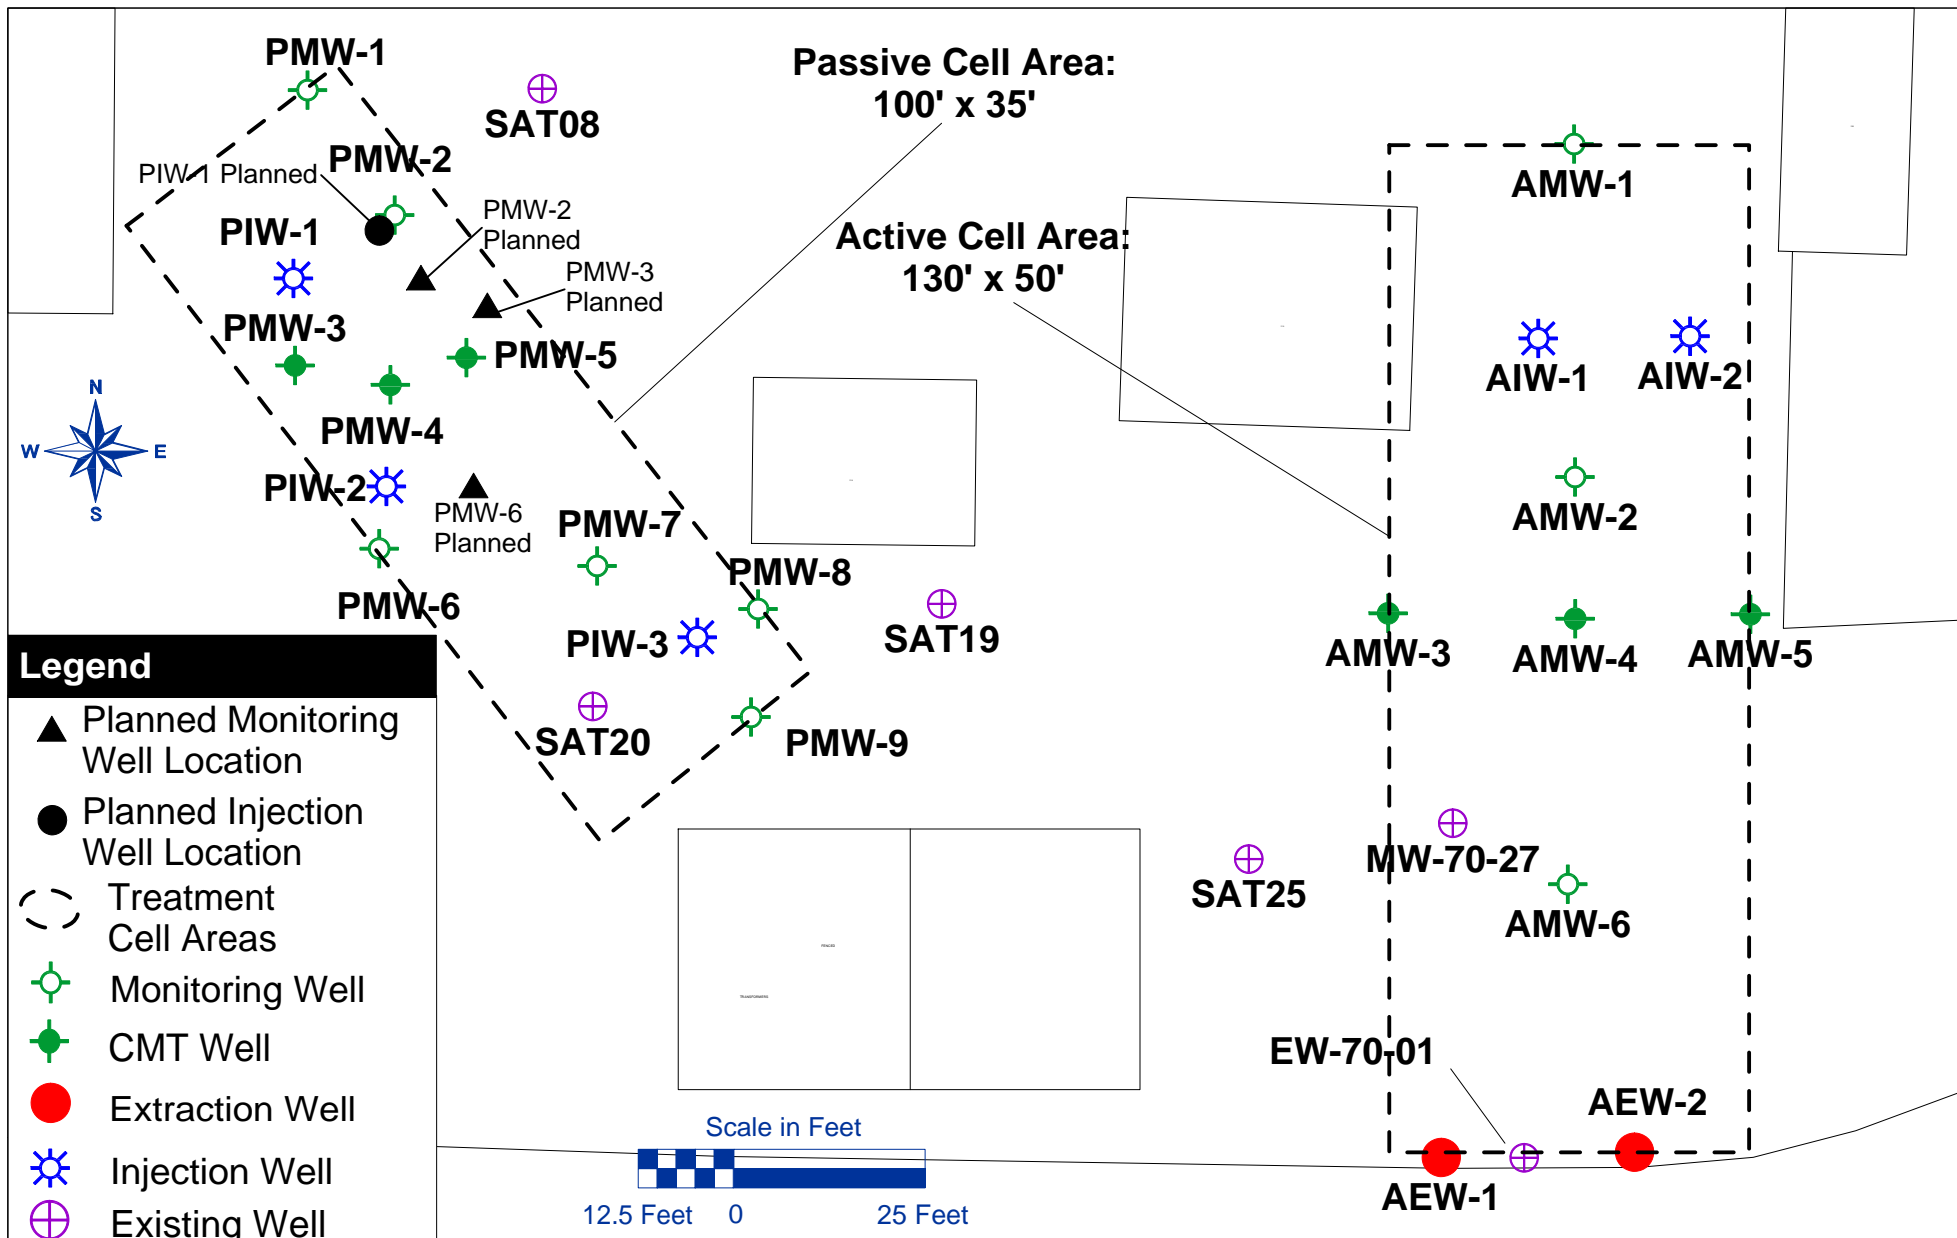 PMW-1
SAT08
Passive Cell Area:
100' x 35'
PMW-2
PIW-1 Planned
AMW-1
PMW-2
Planned
PIW-1
Active Cell Area:
130' x 50'
PMW-3
Planned
PMW-3
PMW-5
AIW-1
AIW-2
N
W
E
S
PMW-4
PIW-2
PMW-6
Planned
PMW-7
AMW-2
PMW-8
PMW-6
PIW-3
SAT19
AMW-3
AMW-4
AMW-5
SAT20
PMW-9
MW-70-27
SAT25
AMW-6
FENCED
TRANSFORMERS
EW-70-01
AEW-2
AEW-1
Legend
Planned Monitoring
Well Location
Planned Injection
Well Location
Treatment
Cell Areas
Monitoring Well
CMT Well
Extraction Well
Injection Well
Existing Well
Scale in Feet
12.5 Feet
0
25 Feet